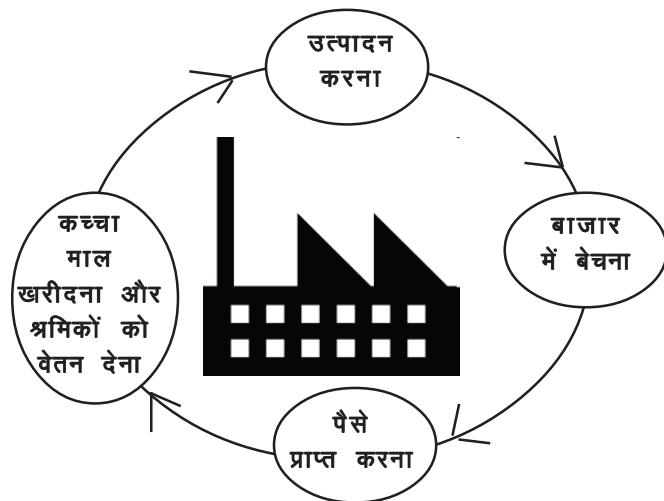 उत्पादन
करना
बाजार
में बेचना
पैसे
प्राप्त करना
कच्चा
माल
खरीदना और
श्रमिकों को
वेतन देना